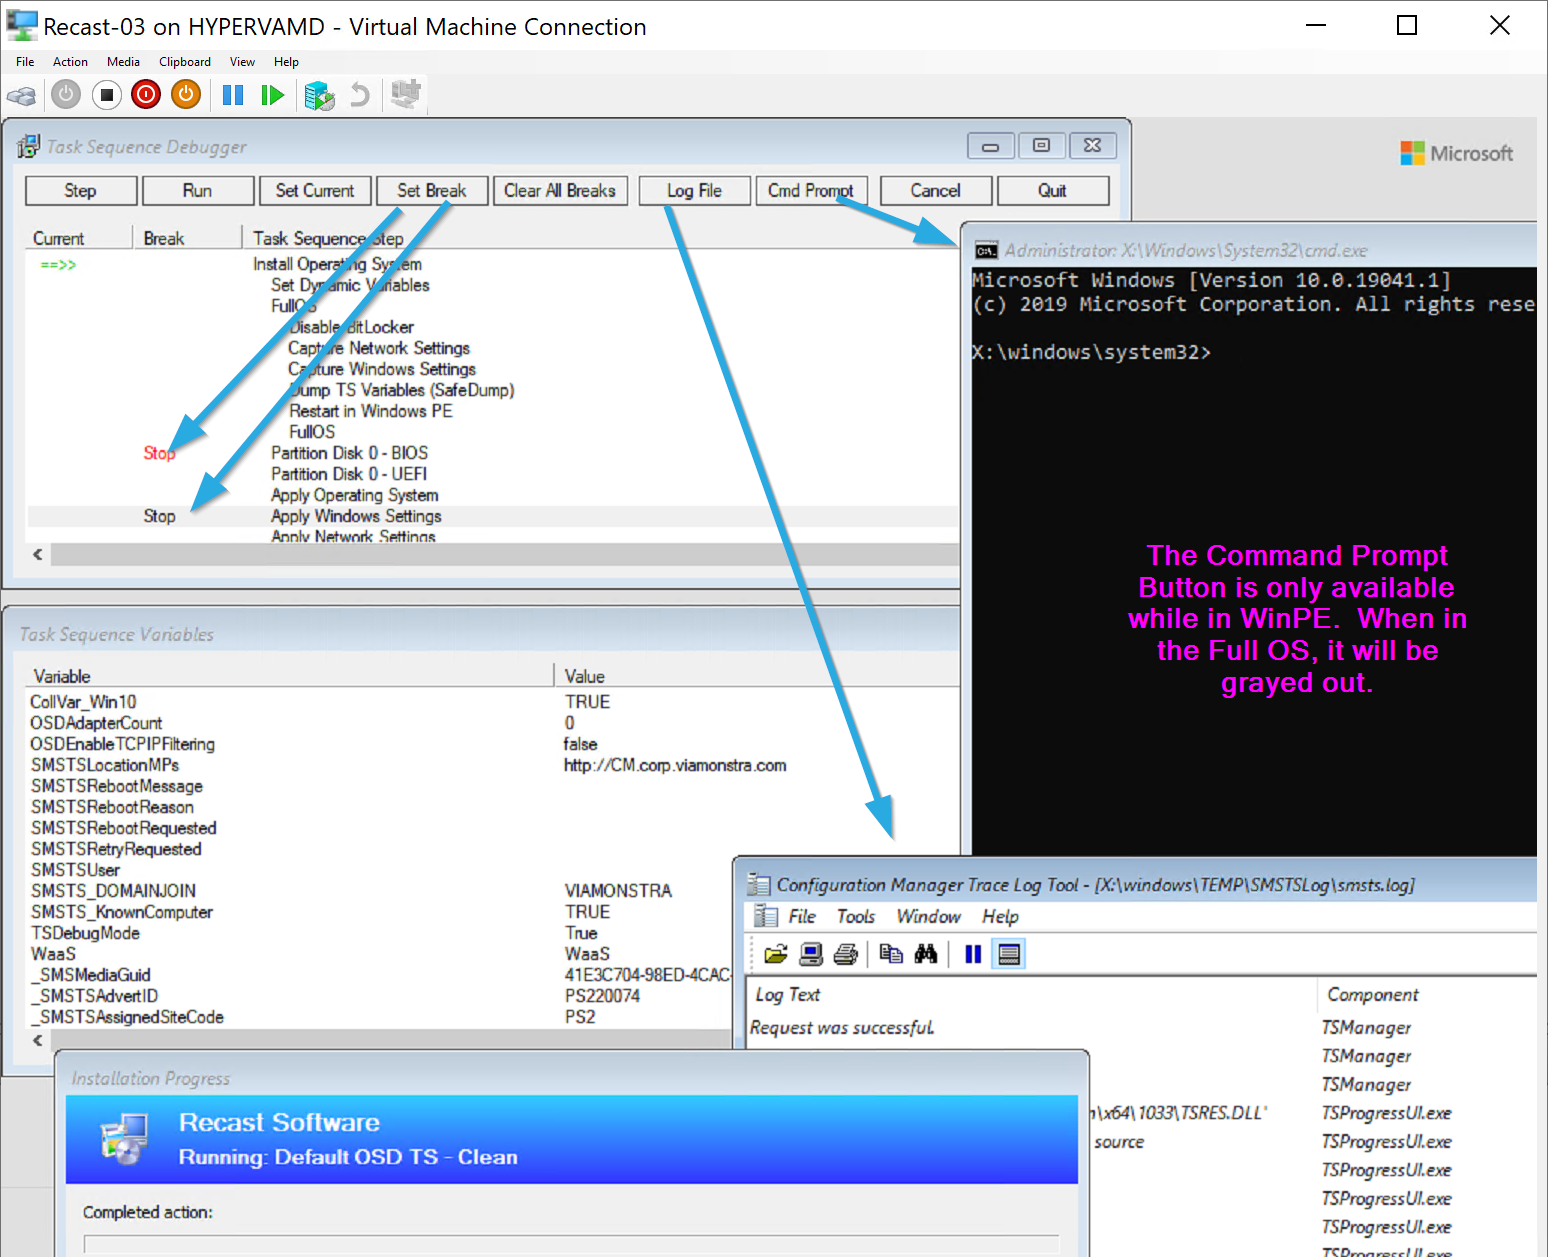 Recast-03 on HYPERVAMD - Virtual Machine Connection
File Action Media Clipboard View Help
Task Sequence Debugger
Microsoft
Step Run Set Current Set Break Clear All Breaks Log File Cmd Prompt Cancel Quit
Current Break Task Sequence Step
==>> Install Operating System
Set Dynamic Variables
FullOS
Disable BitLocker
Capture Network Settings
Capture Windows Settings
Dump TS Variables (SafeDump)
Restart in Windows PE
FullOS
Stop Partition Disk 0 - BIOS
Partition Disk 0 - UEFI
Apply Operating System
Stop Apply Windows Settings
Apply Network Settings
Administrator: X:\Windows\System32\cmd.exe
Microsoft Windows [Version 10.0.19041.1]
(c) 2019 Microsoft Corporation. All rights rese
X:\windows\system32>
The Command Prompt
Button is only available
while in WinPE. When in
the Full OS, it will be
grayed out.
Task Sequence Variables
Variable Value
CollVar_Win10 TRUE
OSDAdapterCount 0
OSDEnableTCPIPFiltering false
SMSTSLocationMPs http://CM.corp.viamonstra.com
SMSTSRebootMessage
SMSTSRebootReason
SMSTSRebootRequested
SMSTSRetryRequested
SMSTSUser
SMSTS_DOMAINJOIN VIAMONSTRA
SMSTS_KnownComputer TRUE
TSDebugMode True
WaaS WaaS
_SMSMediaGuid 41E3C704-98ED-4CAC-
_SMSTSAdvertID PS220074
_SMSTSAssignedSiteCode PS2
Configuration Manager Trace Log Tool - [X:\windows\TEMP\SMSTSLog\smsts.log]
File Tools Window Help
Log Text Component
Request was successful. TSManager
TSManager
TSManager
n\x64\1033\TSRES.DLL' TSProgressUI.exe
source TSProgressUI.exe
TSProgressUI.exe
TSProgressUI.exe
TSProgressUI.exe
TSProgressUI.exe
Installation Progress
Recast Software
Running: Default OSD TS - Clean
Completed action: